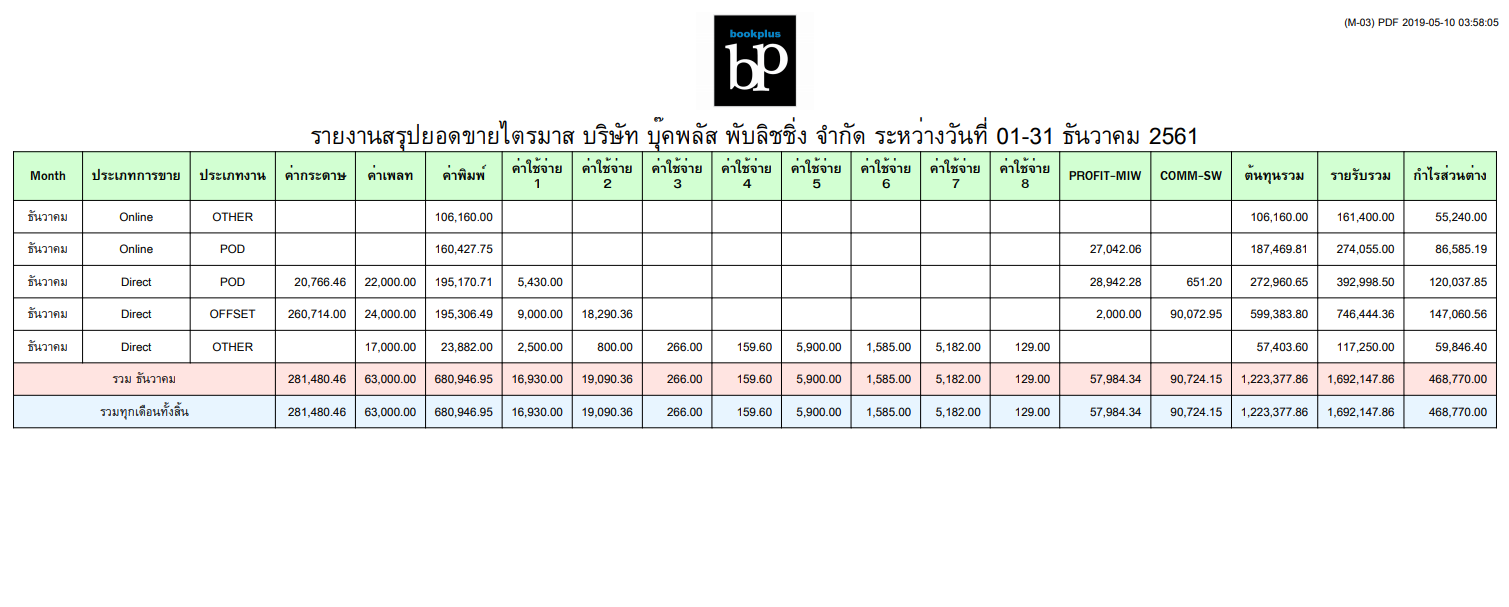 (M-03) PDF 2019-05-10 03:58:05
bookplus
bp
รายงานสรุปยอดขายไตรมาส บริษัท บุ๊คพลัส พับลิชชิ่ง จำกัด ระหว่างวันที่ 01-31 ธันวาคม 2561
Month ประเภทการขาย ประเภทงาน ค่ากระดาษ ค่าเพลท ค่าพิมพ์ ค่าใช้จ่าย 1 ค่าใช้จ่าย 2 ค่าใช้จ่าย 3 ค่าใช้จ่าย 4 ค่าใช้จ่าย 5 ค่าใช้จ่าย 6 ค่าใช้จ่าย 7 ค่าใช้จ่าย 8 PROFIT-MIW COMM-SW ต้นทุนรวม รายรับรวม กำไรส่วนต่าง
ธันวาคม Online OTHER 106,160.00 106,160.00 161,400.00 55,240.00
ธันวาคม Online POD 160,427.75 27,042.06 187,469.81 274,055.00 86,585.19
ธันวาคม Direct POD 20,766.46 22,000.00 195,170.71 5,430.00 28,942.28 651.20 272,960.65 392,998.50 120,037.85
ธันวาคม Direct OFFSET 260,714.00 24,000.00 195,306.49 9,000.00 18,290.36 2,000.00 90,072.95 599,383.80 746,444.36 147,060.56
ธันวาคม Direct OTHER 17,000.00 23,882.00 2,500.00 800.00 266.00 159.60 5,900.00 1,585.00 5,182.00 129.00 57,403.60 117,250.00 59,846.40
รวม ธันวาคม 281,480.46 63,000.00 680,946.95 16,930.00 19,090.36 266.00 159.60 5,900.00 1,585.00 5,182.00 129.00 57,984.34 90,724.15 1,223,377.86 1,692,147.86 468,770.00
รวมทุกเดือนทั้งสิ้น 281,480.46 63,000.00 680,946.95 16,930.00 19,090.36 266.00 159.60 5,900.00 1,585.00 5,182.00 129.00 57,984.34 90,724.15 1,223,377.86 1,692,147.86 468,770.00